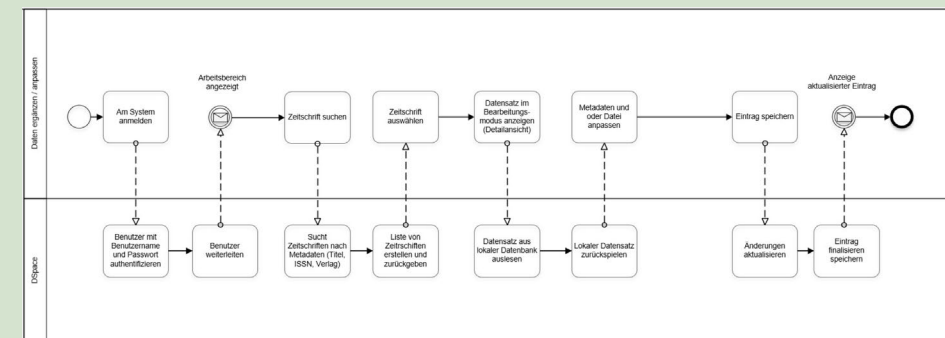 Daten ergänzen / anpassen
Arbeitsbereich
angezeigt
Anzeige
aktualisierter Eintrag
Am System
anmelden
Zeitschrift suchen
Zeitschrift
auswählen
Datensatz im
Bearbeitungs-
modus anzeigen
(Detailansicht)
Metadaten und
oder Datei
anpassen
Eintrag speichern
DSpace
Benutzer mit
Benutzername
und Passwort
authentifizieren
Benutzer
weiterleiten
Sucht
Zeitschriften nach
Metadaten (Titel,
ISSN, Verlag)
Liste von
Zeitrschiften
erstellen und
zurückgeben
Datensatz aus
lokaler Datenbank
auslesen
Lokaler Datensatz
zurückspielen
Änderungen
aktualisieren
Eintrag
finalisieren
speichern